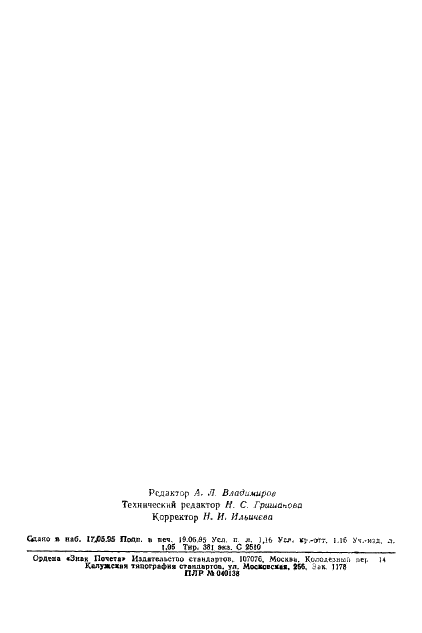 Редактор А. Л. Владимиров
Технический редактор Н. С. Гришанова
Корректор Н. И. Ильичева
Сдано в наб. 17.05.95 Подп. в печ. 19.06.95 Усл. п. л. 1,16 Усл. кр.-отт. 1,16 Уч.-изд. л.
1,05 Тир. 381 экз. С 2510
Ордена «Знак Почета» Издательство стандартов, 107076, Москва, Колодезный пер. 14
Калужская типография стандартов, ул. Московская, 256. Зак. 1178
ПЛР № 040138